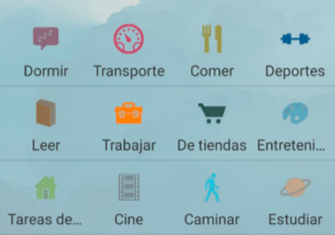 Dormir Transporte Comer Deportes
Leer Trabajar De tiendas Entreteni...
Tareas de... Cine Caminar Estudiar